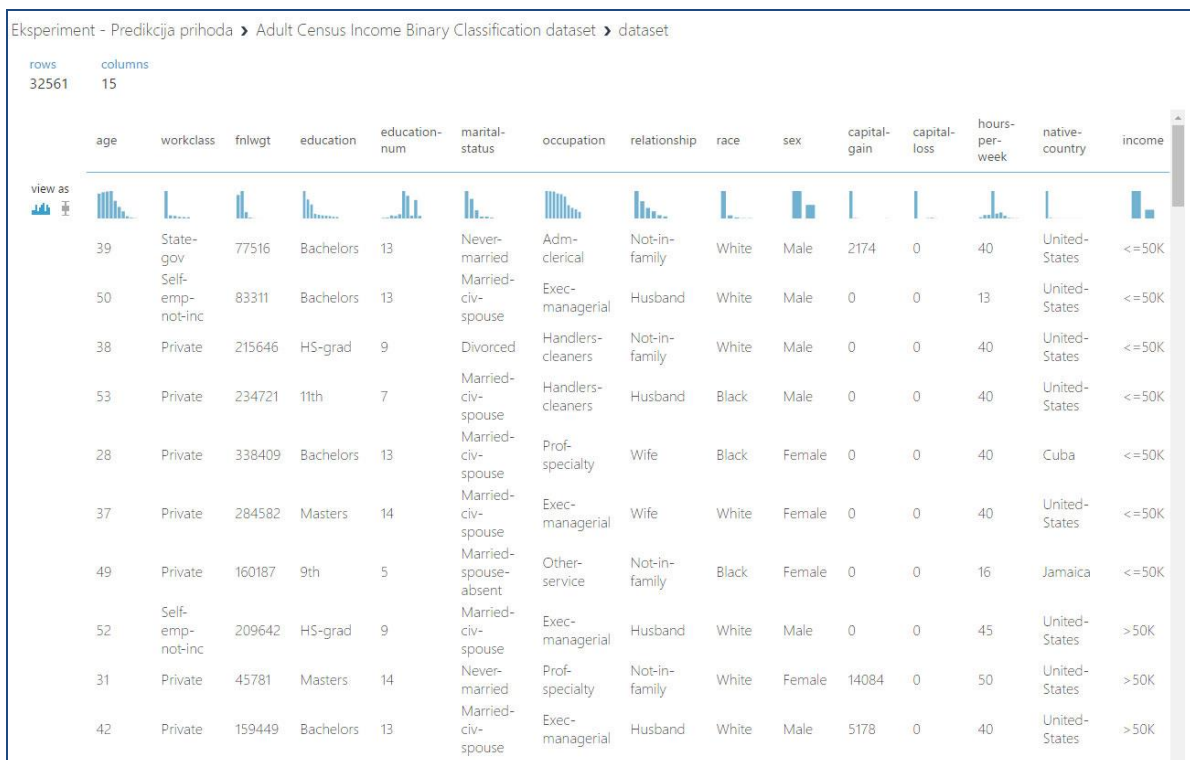 Eksperiment - Predikcija prihoda > Adult Census Income Binary Classification dataset > dataset
rows columns
32561 15
age workclass fnlwgt education education-num marital-status occupation relationship race sex capital-gain capital-loss hours-per-week native-country income
view as
39 State-gov 77516 Bachelors 13 Never-married Adm-clerical Not-in-family White Male 2174 0 40 United-States <=50K
50 Self-emp-not-inc 83311 Bachelors 13 Married-civ-spouse Exec-managerial Husband White Male 0 0 13 United-States <=50K
38 Private 215646 HS-grad 9 Divorced Handlers-cleaners Not-in-family White Male 0 0 40 United-States <=50K
53 Private 234721 11th 7 Married-civ-spouse Handlers-cleaners Husband Black Male 0 0 40 United-States <=50K
28 Private 338409 Bachelors 13 Married-civ-spouse Prof-specialty Wife Black Female 0 0 40 Cuba <=50K
37 Private 284582 Masters 14 Married-civ-spouse Exec-managerial Wife White Female 0 0 40 United-States <=50K
49 Private 160187 9th 5 Married-spouse-absent Other-service Not-in-family Black Female 0 0 16 Jamaica <=50K
52 Self-emp-not-inc 209642 HS-grad 9 Married-civ-spouse Exec-managerial Husband White Male 0 0 45 United-States >50K
31 Private 45781 Masters 14 Never-married Prof-specialty Not-in-family White Female 14084 0 50 United-States >50K
42 Private 159449 Bachelors 13 Married-civ-spouse Exec-managerial Husband White Male 5178 0 40 United-States >50K